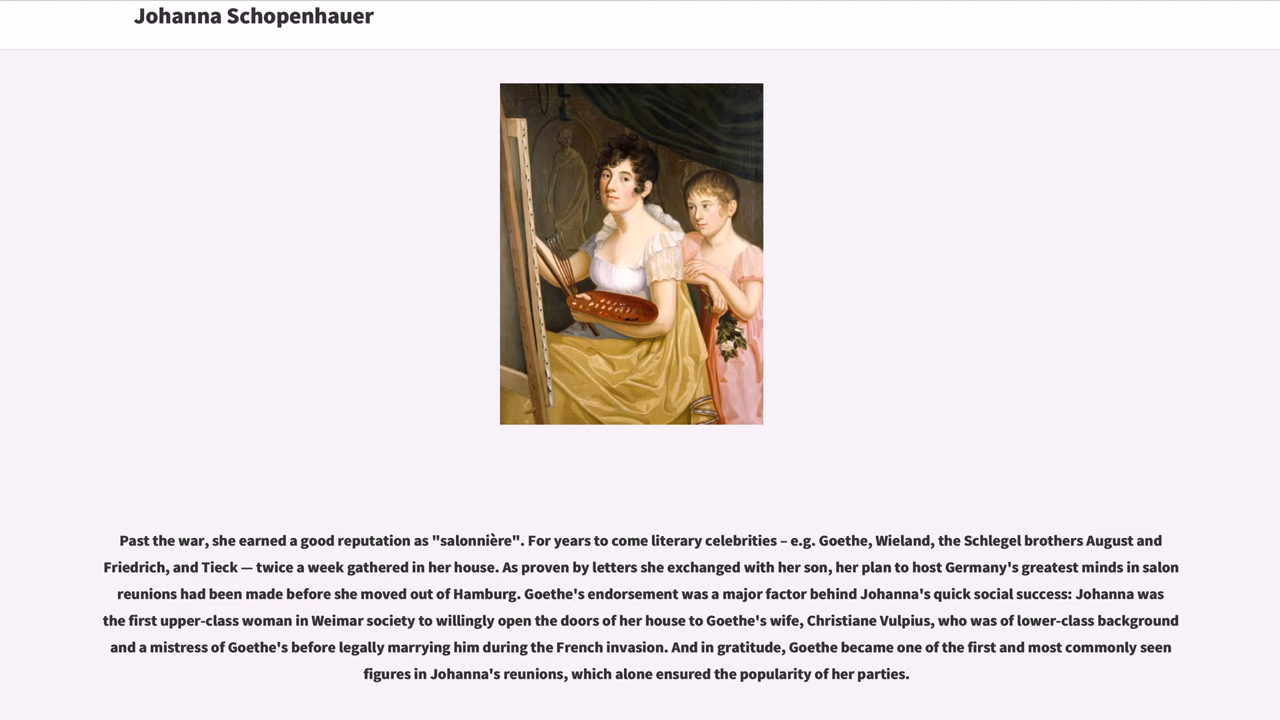 Johanna Schopenhauer
Past the war, she earned a good reputation as "salonnière". For years to come literary celebrities – e.g. Goethe, Wieland, the Schlegel brothers August and
Friedrich, and Tieck — twice a week gathered in her house. As proven by letters she exchanged with her son, her plan to host Germany's greatest minds in salon
reunions had been made before she moved out of Hamburg. Goethe's endorsement was a major factor behind Johanna's quick social success: Johanna was
the first upper-class woman in Weimar society to willingly open the doors of her house to Goethe's wife, Christiane Vulpius, who was of lower-class background
and a mistress of Goethe's before legally marrying him during the French invasion. And in gratitude, Goethe became one of the first and most commonly seen
figures in Johanna's reunions, which alone ensured the popularity of her parties.